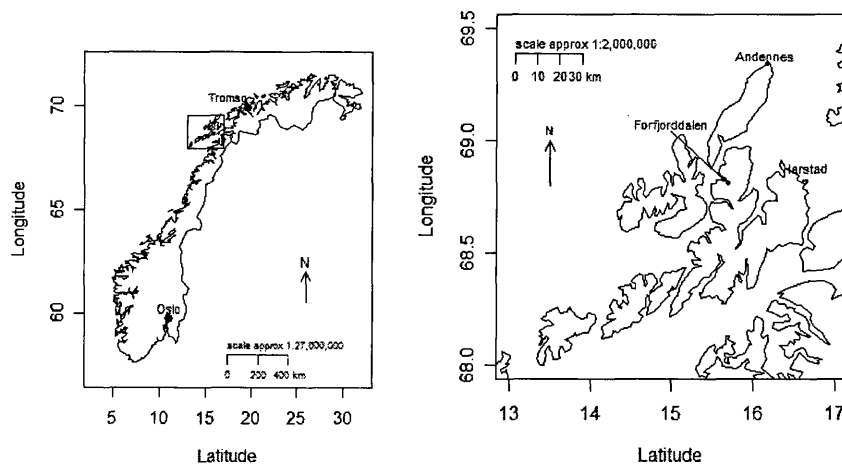 Tromsø
Oslo
N
scale approx 1:27,000,000
0 200 400 km
70
65
60
5 10 15 20 25 30
Longitude
Latitude
scale approx 1:2,000,000
0 10 20 30 km
Andennes
Forfjorddalen
Harstad
N
69.5
69.0
68.5
68.0
13 14 15 16 17
Longitude
Latitude